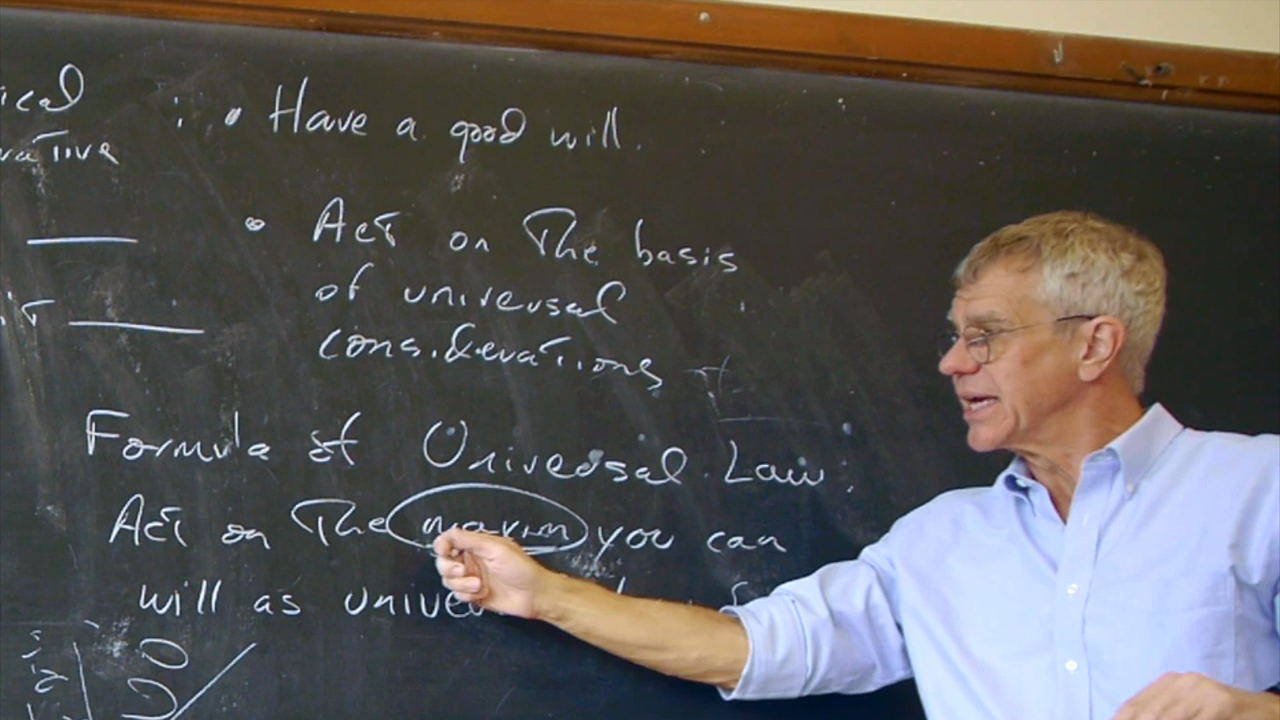 ical : • Have a good will.
rative
• Act on The basis
of universal
considerations
Formula of Universal Law.
Act on The maxim you can
will as unive